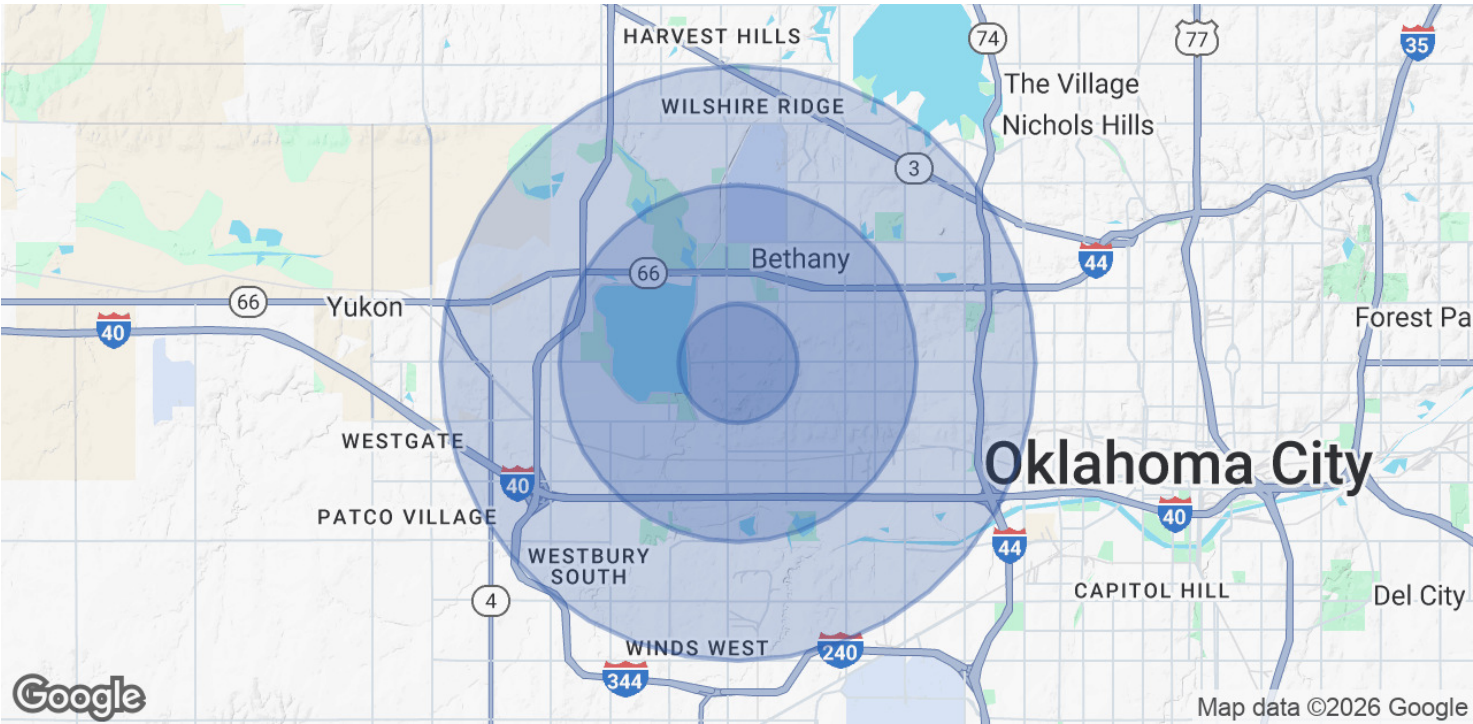 HARVEST HILLS
74
77
35
WILSHIRE RIDGE
The Village
Nichols Hills
3
Bethany
66
44
66
Yukon
40
Forest Pa
WESTGATE
Oklahoma City
40
PATCO VILLAGE
40
WESTBURY
SOUTH
44
4
CAPITOL HILL
Del City
WINDS WEST
240
344
Google
Map data ©2026 Google